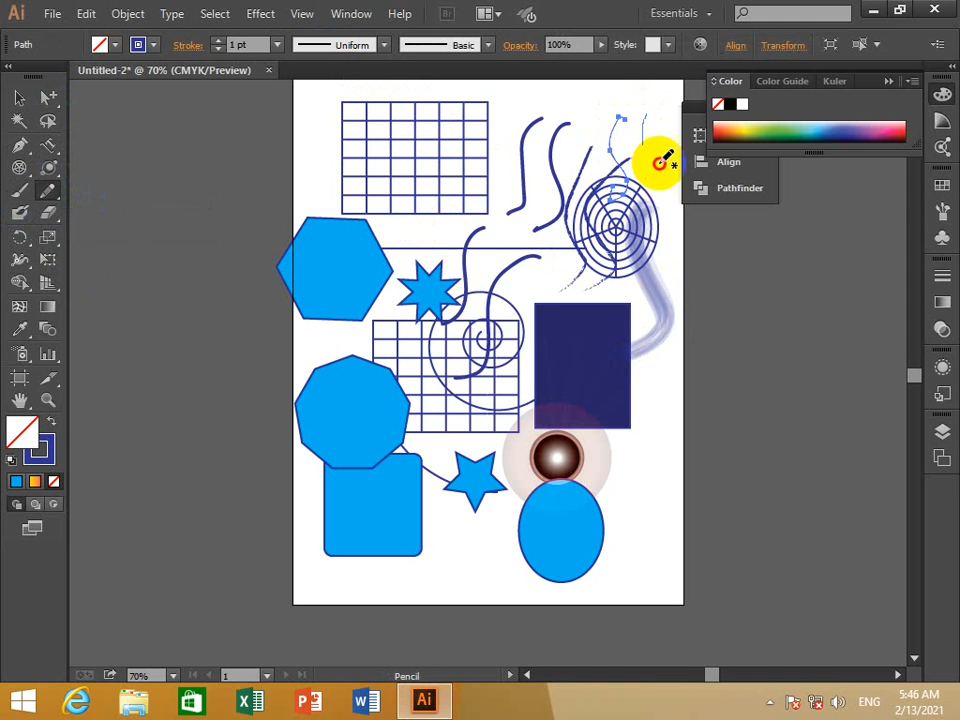 Ai File Edit Object Type Select Effect View Window Help Br Essentials
Path Stroke: 1 pt Uniform Basic Opacity: 100% Style: Align Transform
Untitled-2* @ 70% (CMYK/Preview)
Color Color Guide Kuler
Align
Pathfinder
70% 1 Pencil
Ai ENG 5:46 AM
2/13/2021